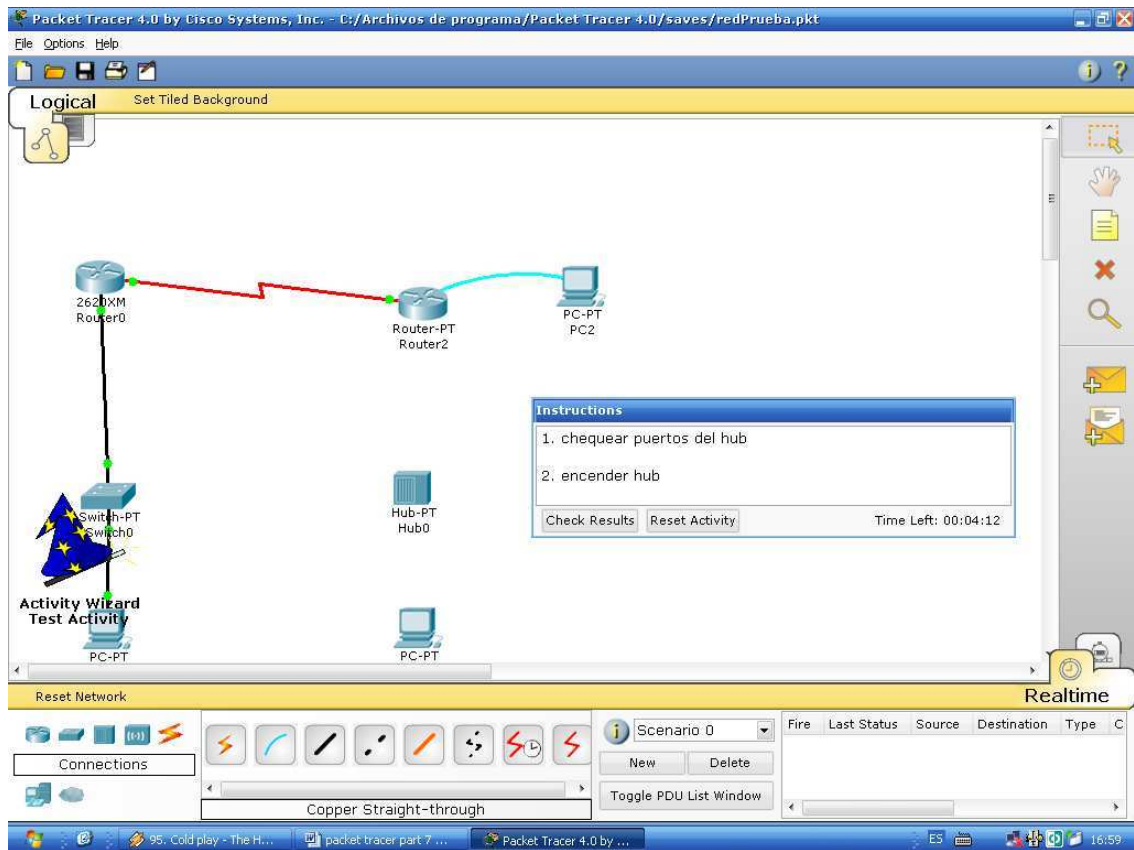 Packet Tracer 4.0 by Cisco Systems, Inc. - C:/Archivos de programa/Packet Tracer 4.0/saves/redPrueba.pkt
File Options Help
Logical Set Tiled Background
2620XM
Router0
Router-PT
Router2
PC-PT
PC2
Instructions
1. chequear puertos del hub
2. encender hub
Check Results Reset Activity Time Left: 00:04:12
Switch-PT
Switch0
Hub-PT
Hub0
Activity Wizard
Test Activity
PC-PT
PC-PT
Reset Network Realtime
Connections
Copper Straight-through
Scenario 0
New Delete
Toggle PDU List Window
Fire Last Status Source Destination Type C
95. Cold play - The H... packet tracer part 7 ... Packet Tracer 4.0 by ... ES 16:59